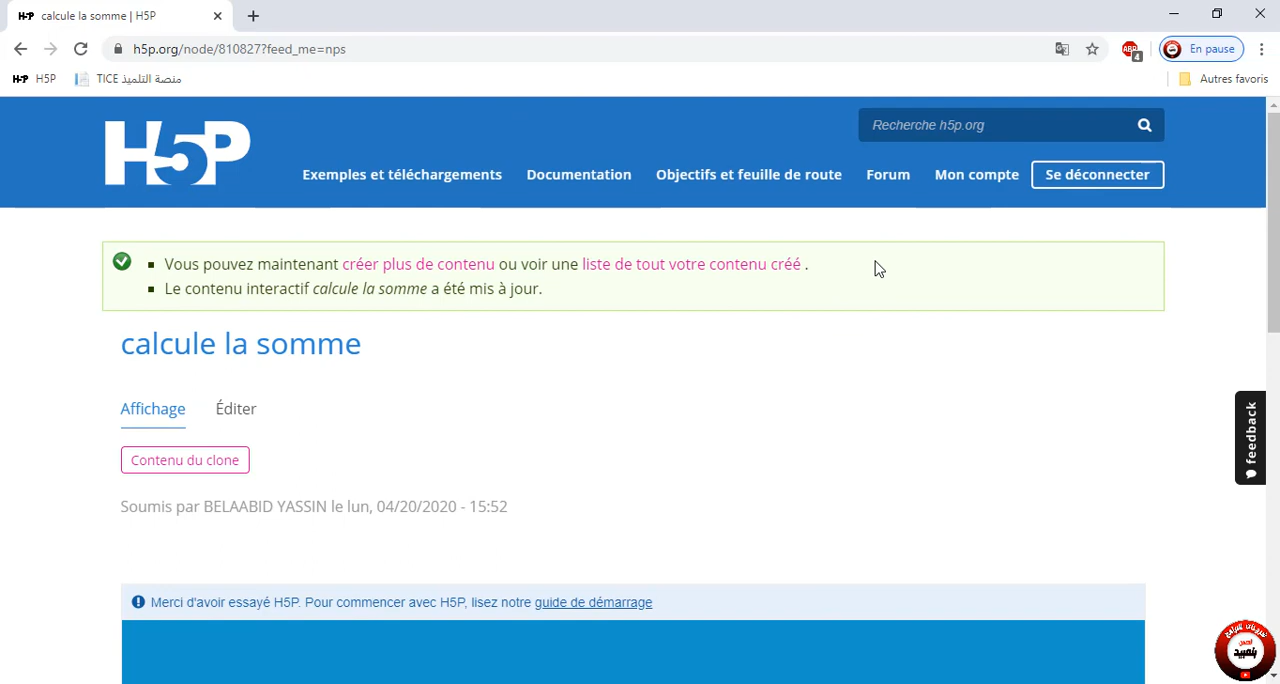 H-P calcule la somme | H5P
h5p.org/node/810827?feed_me=nps
ABP
4
En pause
H-P H5P
منصة التلميذ TICE
Autres favoris
H5P
Recherche h5p.org
Exemples et téléchargements Documentation Objectifs et feuille de route Forum Mon compte Se déconnecter
Vous pouvez maintenant créer plus de contenu ou voir une liste de tout votre contenu créé .
Le contenu interactif calcule la somme a été mis à jour.
calcule la somme
Affichage Éditer
feedback
Contenu du clone
Soumis par BELAABID YASSIN le lun, 04/20/2020 - 15:52
Merci d'avoir essayé H5P. Pour commencer avec H5P, lisez notre guide de démarrage